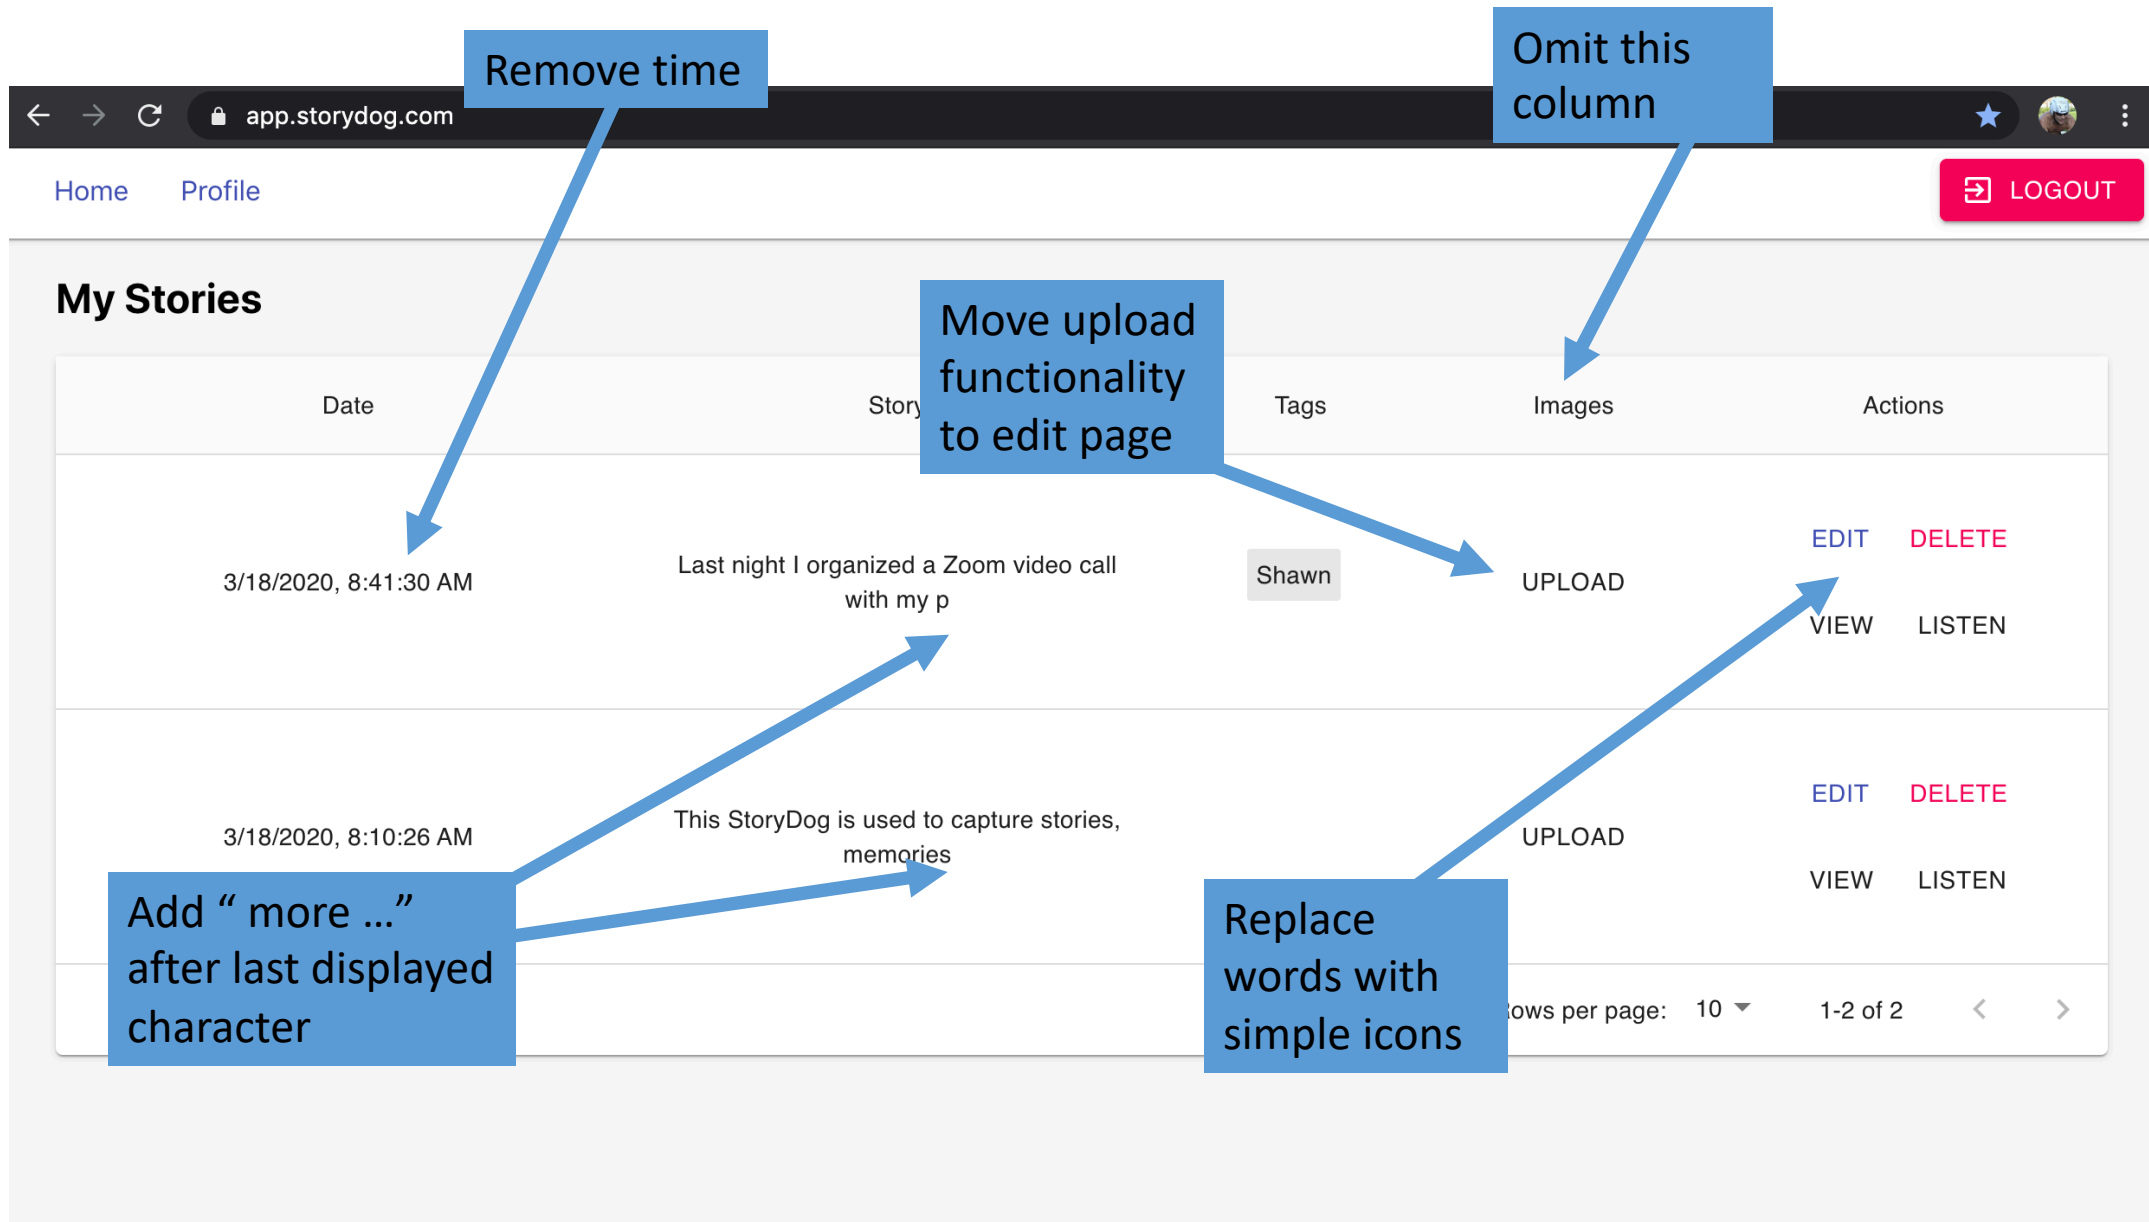 Remove time
Omit this
column
app.storydog.com
Home Profile
LOGOUT
My Stories
Move upload
functionality
to edit page
Date Story Tags Images Actions
EDIT DELETE
3/18/2020, 8:41:30 AM
Last night I organized a Zoom video call
with my p
Shawn
UPLOAD
VIEW LISTEN
EDIT DELETE
3/18/2020, 8:10:26 AM
This StoryDog is used to capture stories,
memories
UPLOAD
VIEW LISTEN
Add “ more …”
after last displayed
character
Replace
words with
simple icons
Rows per page: 10 1-2 of 2